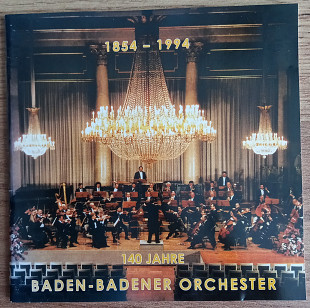 1854 - 1994
140 JAHRE
BADEN-BADENER ORCHESTER